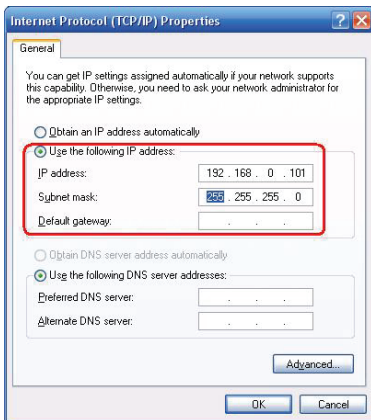 Internet Protocol (TCP/IP) Properties
General
You can get IP settings assigned automatically if your network supports
this capability. Otherwise, you need to ask your network administrator for
the appropriate IP settings.
Obtain an IP address automatically
Use the following IP address:
IP address: 192 . 168 . 0 . 101
Subnet mask: 255 . 255 . 255 . 0
Default gateway: . . .
Obtain DNS server address automatically
Use the following DNS server addresses:
Preferred DNS server: . . .
Alternate DNS server: . . .
Advanced...
OK Cancel